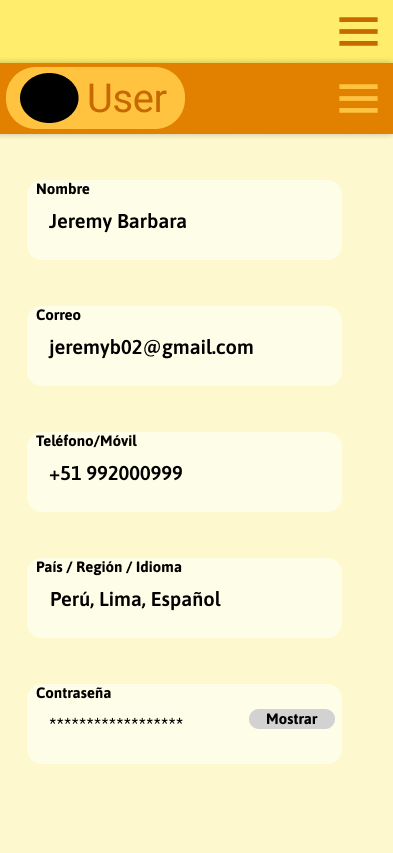 User
Nombre
Jeremy Barbara
Correo
jeremyb02@gmail.com
Teléfono/Móvil
+51 992000999
País / Región / Idioma
Perú, Lima, Español
Contraseña
****************** Mostrar